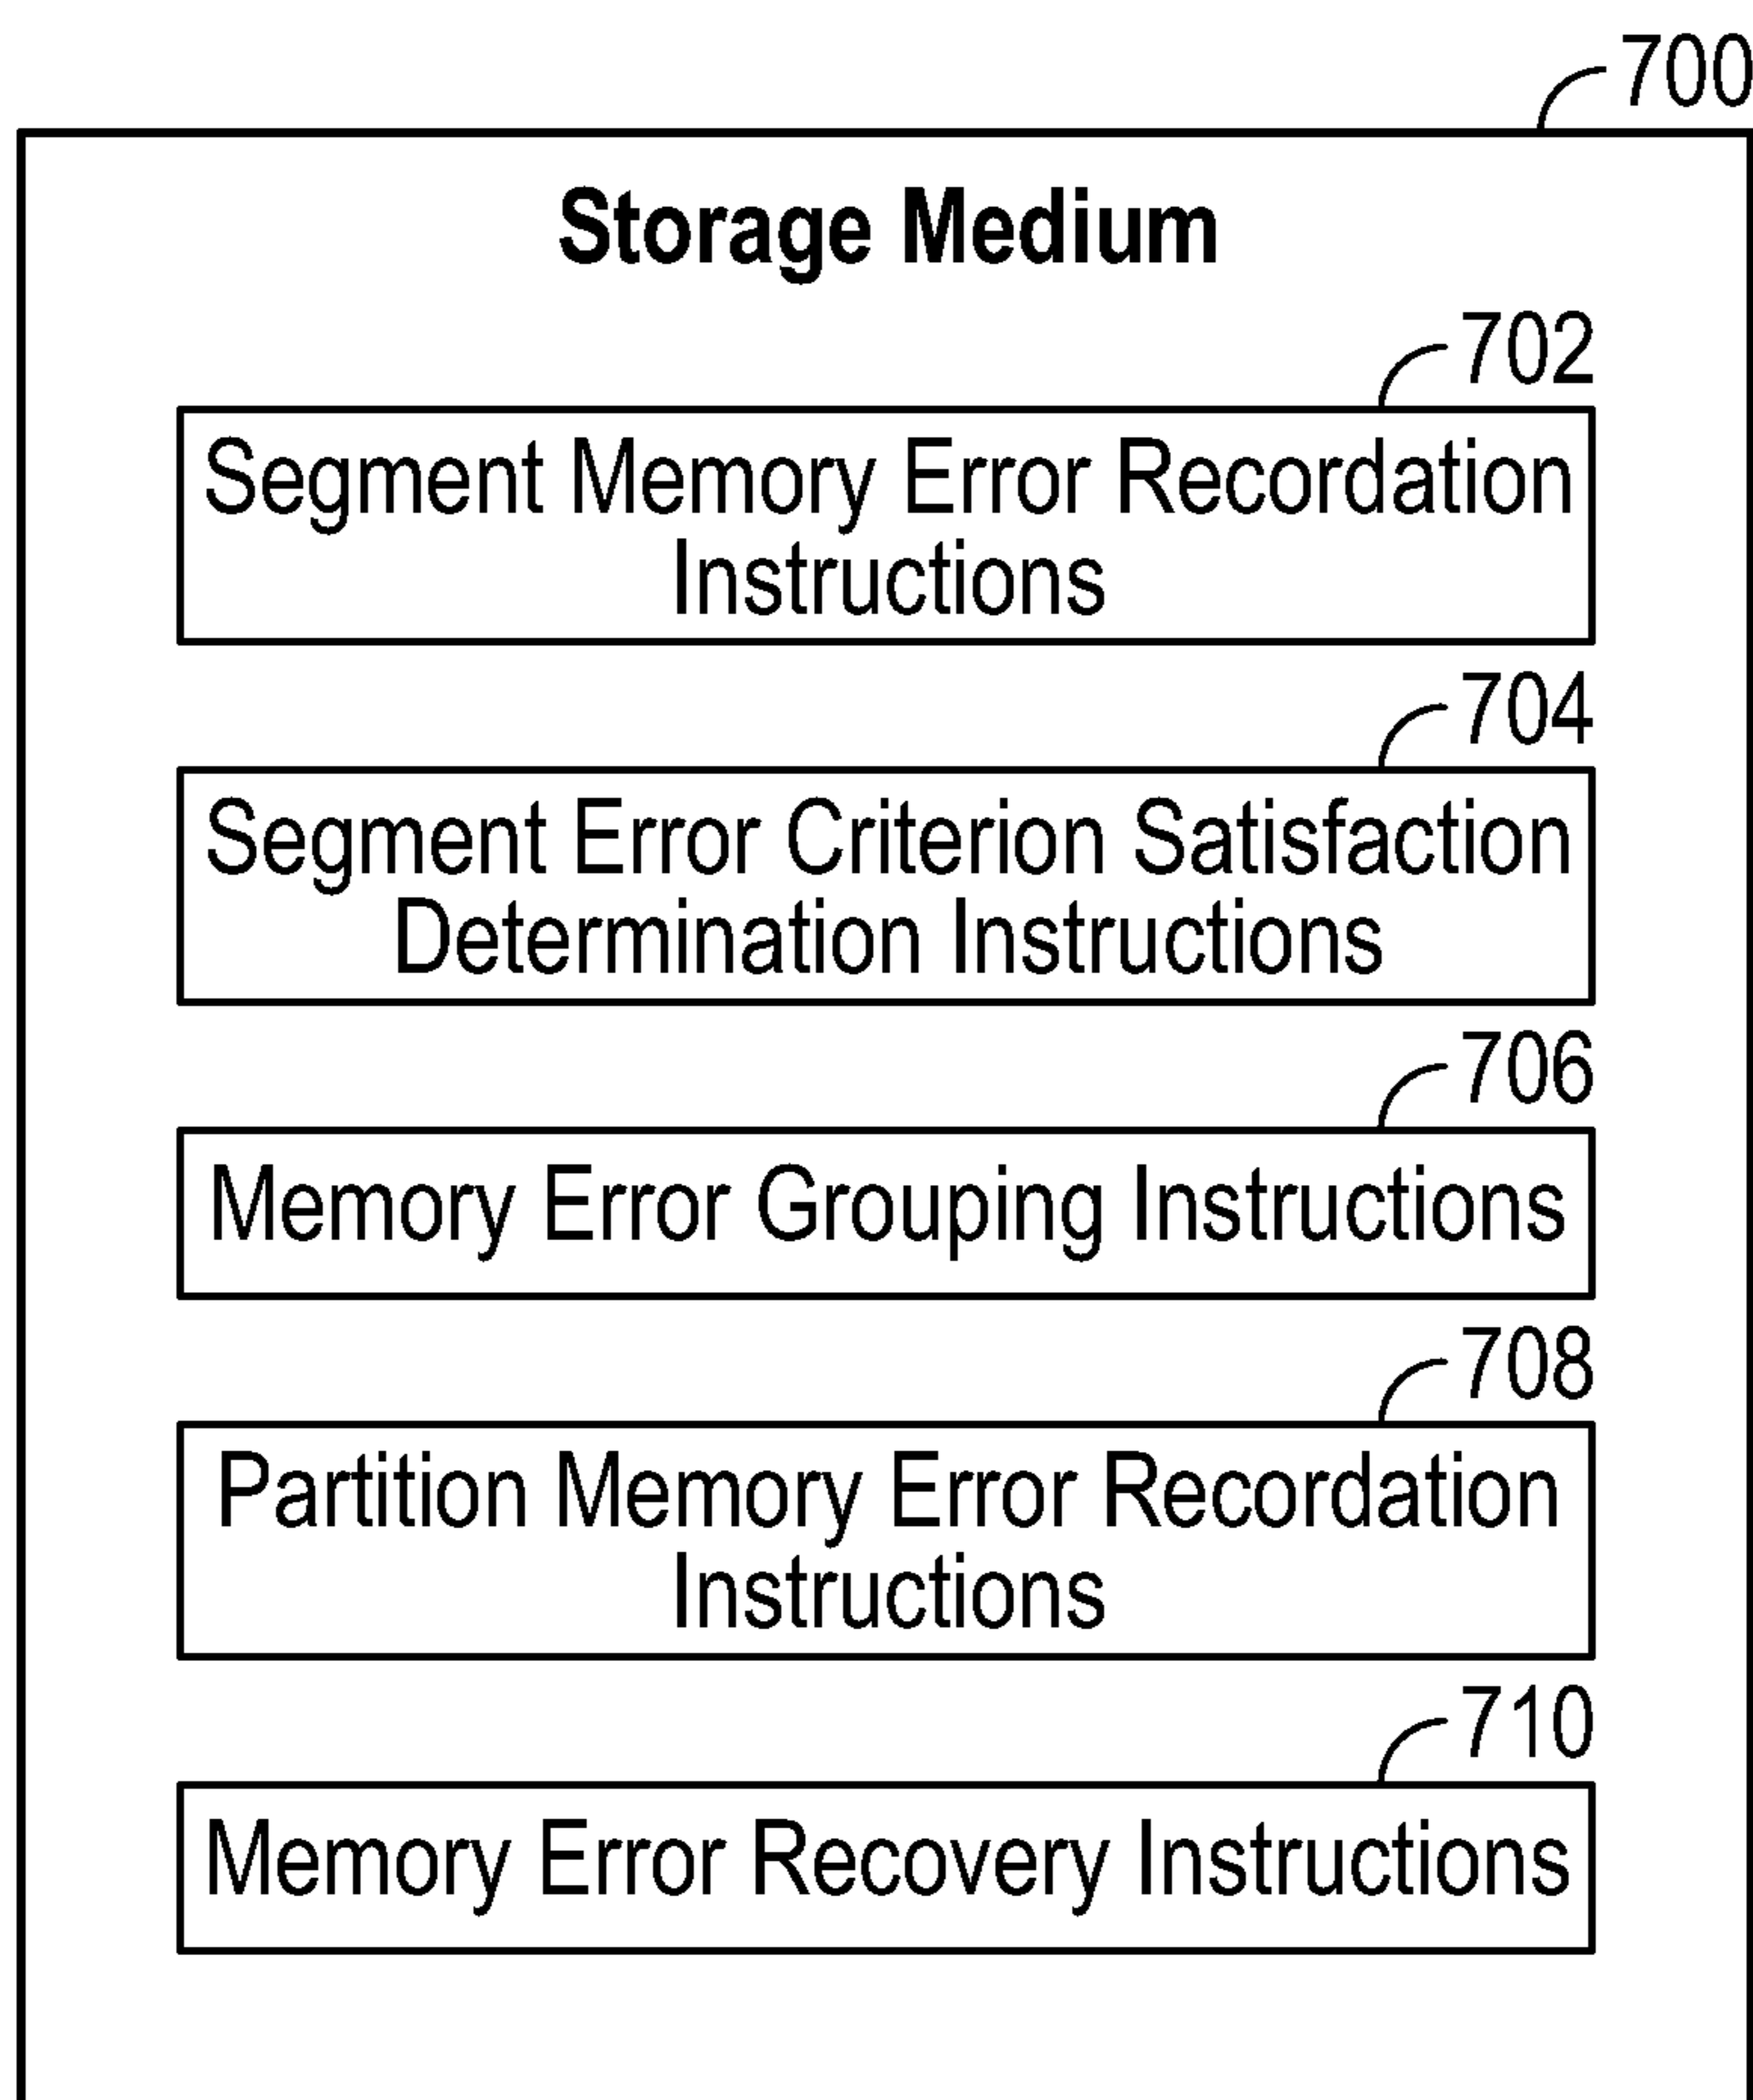 700
Storage Medium
702
Segment Memory Error Recordation
Instructions
704
Segment Error Criterion Satisfaction
Determination Instructions
706
Memory Error Grouping Instructions
708
Partition Memory Error Recordation
Instructions
710
Memory Error Recovery Instructions